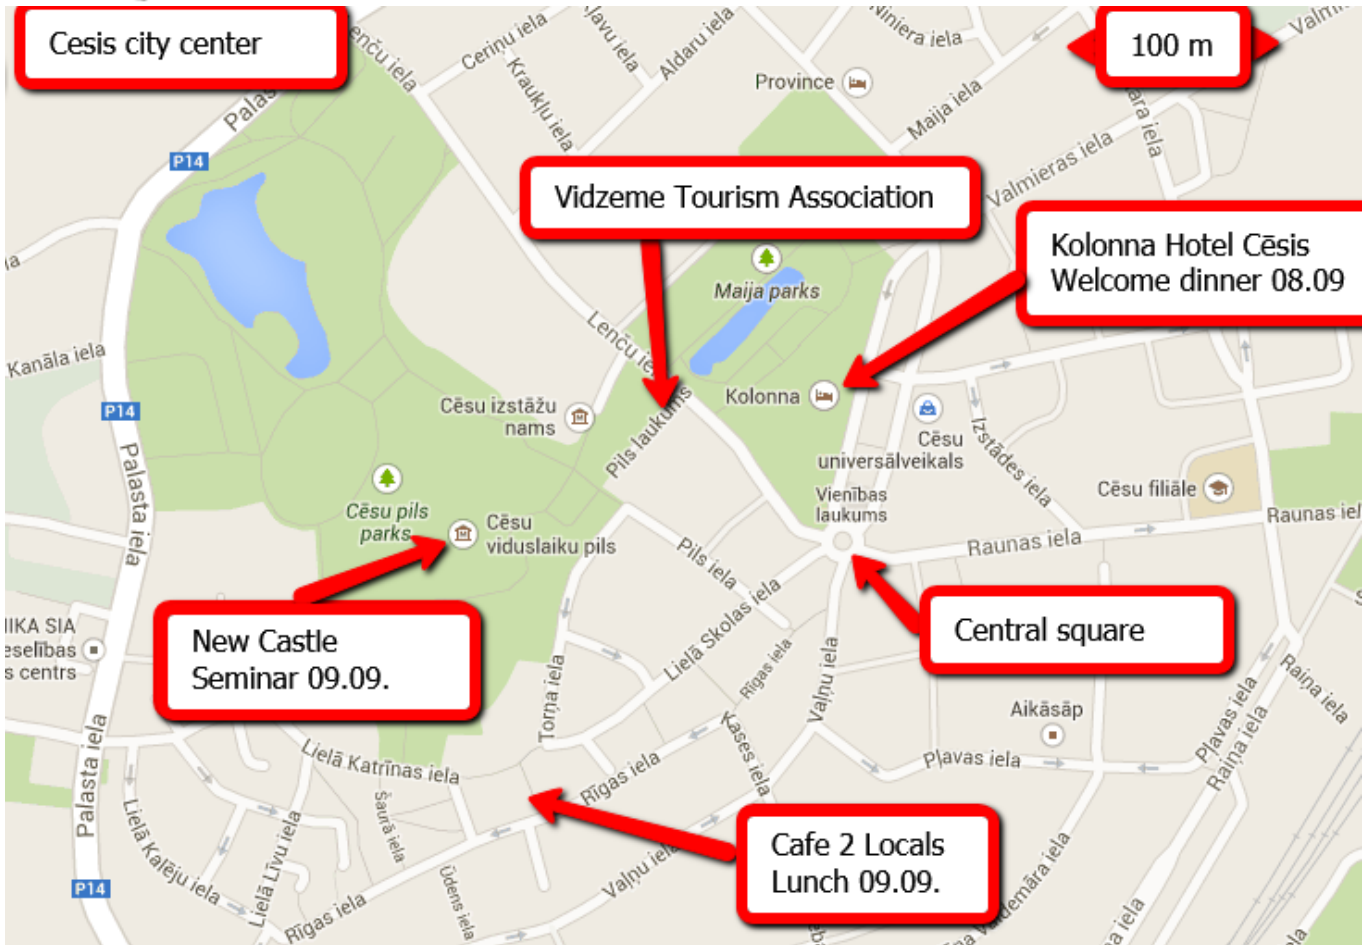 Cesis city center
100 m
Lenču iela
Ceriņu iela
Kraukļu iela
Aldaru iela
Niniera iela
Province
Maija iela
Valmieras iela
P14
Vidzeme Tourism Association
Kolonna Hotel Cēsis
Welcome dinner 08.09
Maija parks
Kanāla iela
P14
Palasta iela
Cēsu izstāžu
nams
Pils laukums
Kolonna
Cēsu
universālveikals
Izstādes iela
Vienības
laukums
Cēsu filiāle
Raunas iela
Cēsu pils
parks
Cēsu
viduslaiku pils
Pils iela
Lielā Skolas iela
New Castle
Seminar 09.09.
Central square
Rīgas iela
Valņu iela
Torņa iela
Kases iela
Aikāsāp
Pļavas iela
Pļavas iela
Raiņa iela
Raiņa iela
Palasta iela
Lielā Katrīnas iela
Rīgas iela
Šaurā iela
Lielā Kalēju iela
Lielā Līvu iela
Cafe 2 Locals
Lunch 09.09.
Valņu iela
Ūdens iela
Rīgas iela
P14
s centrs